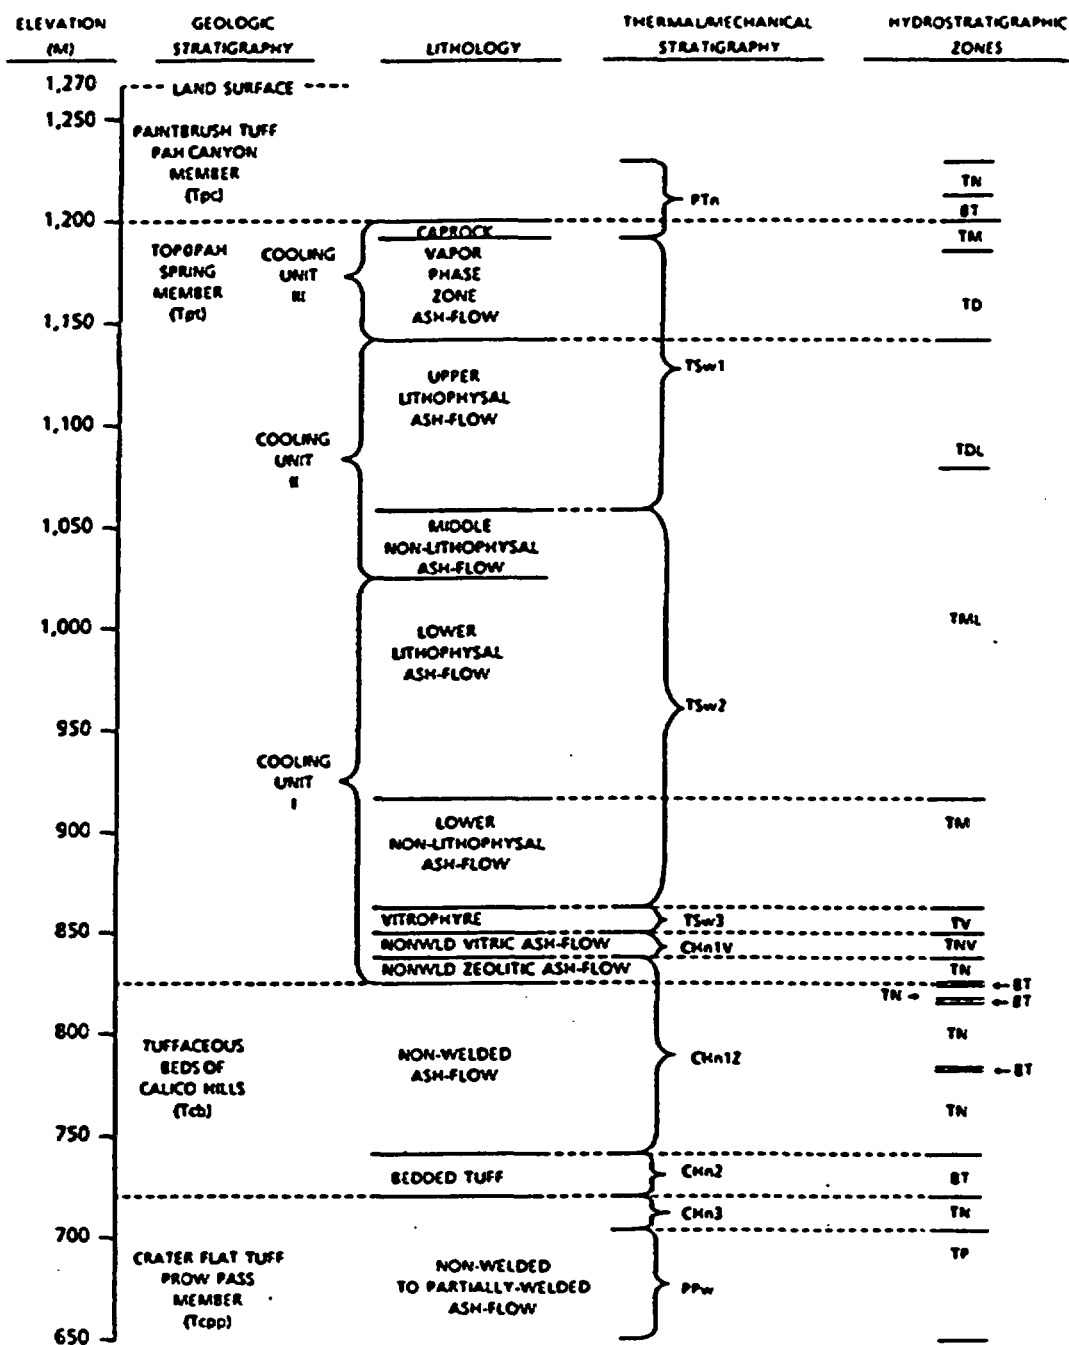 ELEVATION
(M)
GEOLOGIC
STRATIGRAPHY
LITHOLOGY
THERMAL/MECHANICAL
STRATIGRAPHY
HYDROSTRATIGRAPHIC
ZONES
1,270
LAND SURFACE
1,250
PAINTBRUSH TUFF
PAH CANYON
MEMBER
(Tpc)
TN
PTn
BT
1,200
CAPROCK
TM
TOPOPAH
SPRING
MEMBER
(Tpt)
COOLING
UNIT
III
VAPOR
PHASE
ZONE
ASH-FLOW
TD
1,150
TSw1
UPPER
LITHOPHYSAL
ASH-FLOW
1,100
COOLING
UNIT
II
TDL
1,050
MIDDLE
NON-LITHOPHYSAL
ASH-FLOW
1,000
LOWER
LITHOPHYSAL
ASH-FLOW
TML
TSw2
950
COOLING
UNIT
I
900
LOWER
NON-LITHOPHYSAL
ASH-FLOW
TM
VITROPHYRE
TSw3
TV
850
NONWLD VITRIC ASH-FLOW
CHn1V
TNV
NONWLD ZEOLITIC ASH-FLOW
TN
BT
TN
BT
800
TN
TUFFACEOUS
BEDS OF
CALICO HILLS
(Tcb)
NON-WELDED
ASH-FLOW
CHn1Z
BT
TN
750
BEDDED TUFF
CHn2
BT
CHn3
TN
700
CRATER FLAT TUFF
PROW PASS
MEMBER
(Tcpp)
NON-WELDED
TO PARTIALLY-WELDED
ASH-FLOW
PPw
TP
650